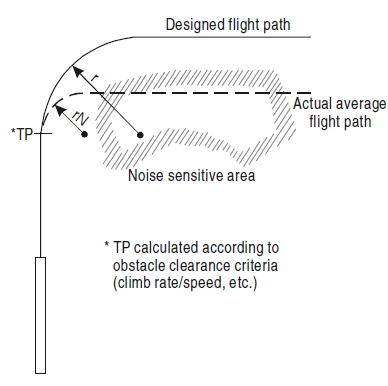 Designed flight path
r
rN
Actual average
flight path
*TP
Noise sensitive area
* TP calculated according to
obstacle clearance criteria
(climb rate/speed, etc.)